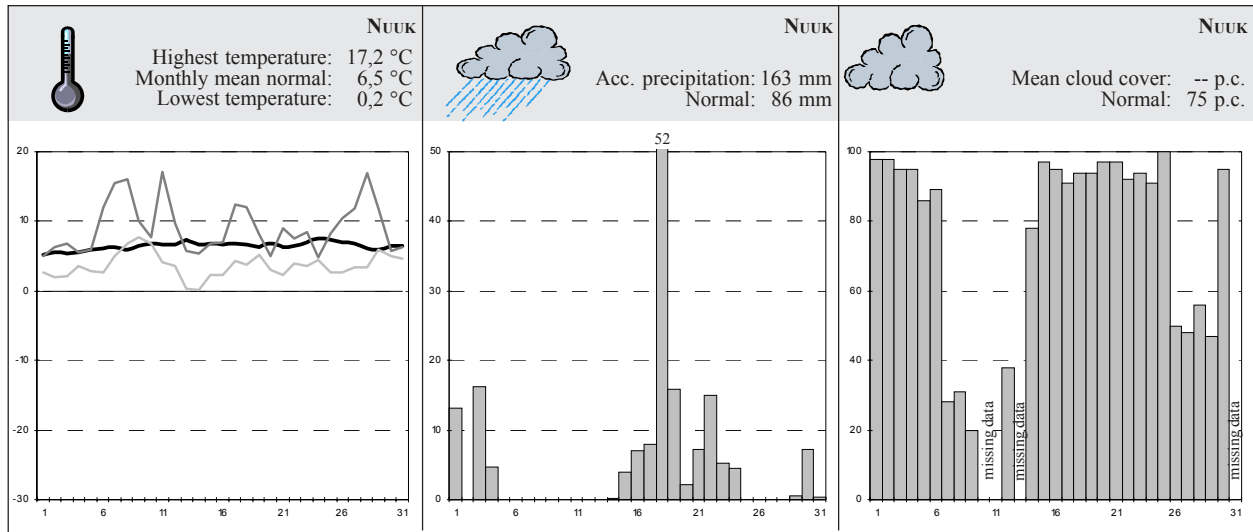 NUUK
Highest temperature: 17,2 °C
Monthly mean normal: 6,5 °C
Lowest temperature: 0,2 °C
20
10
0
-10
-20
-30
1 6 11 16 21 26 31
NUUK
Acc. precipitation: 163 mm
Normal: 86 mm
52
50
40
30
20
10
0
1 6 11 16 21 26 31
NUUK
Mean cloud cover: -- p.c.
Normal: 75 p.c.
100
80
60
40
20
0
missing data
missing data
missing data
1 6 11 16 21 26 31